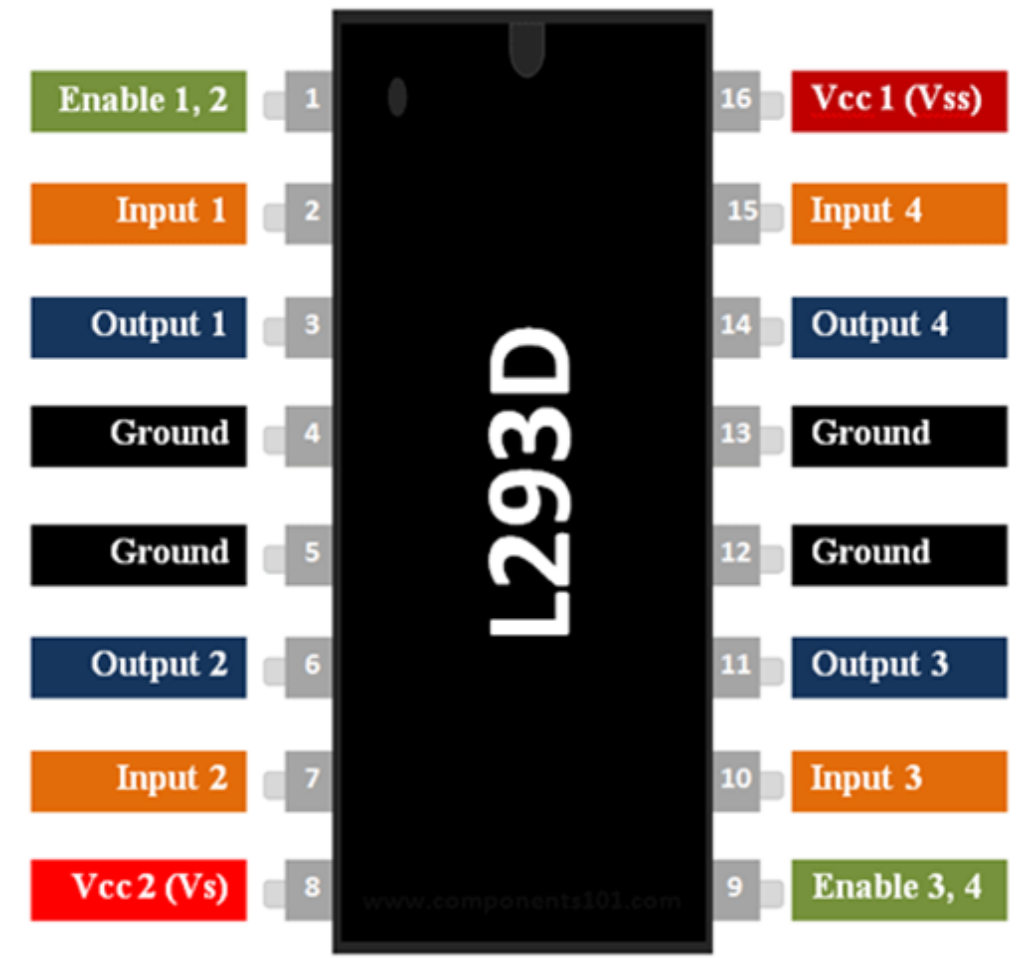 Enable 1, 2
1
16
Vcc 1 (Vss)
Input 1
2
15
Input 4
Output 1
3
14
Output 4
Ground
4
13
Ground
L293D
Ground
5
12
Ground
Output 2
6
11
Output 3
Input 2
7
10
Input 3
Vcc 2 (Vs)
8
9
Enable 3, 4
www.components101.com